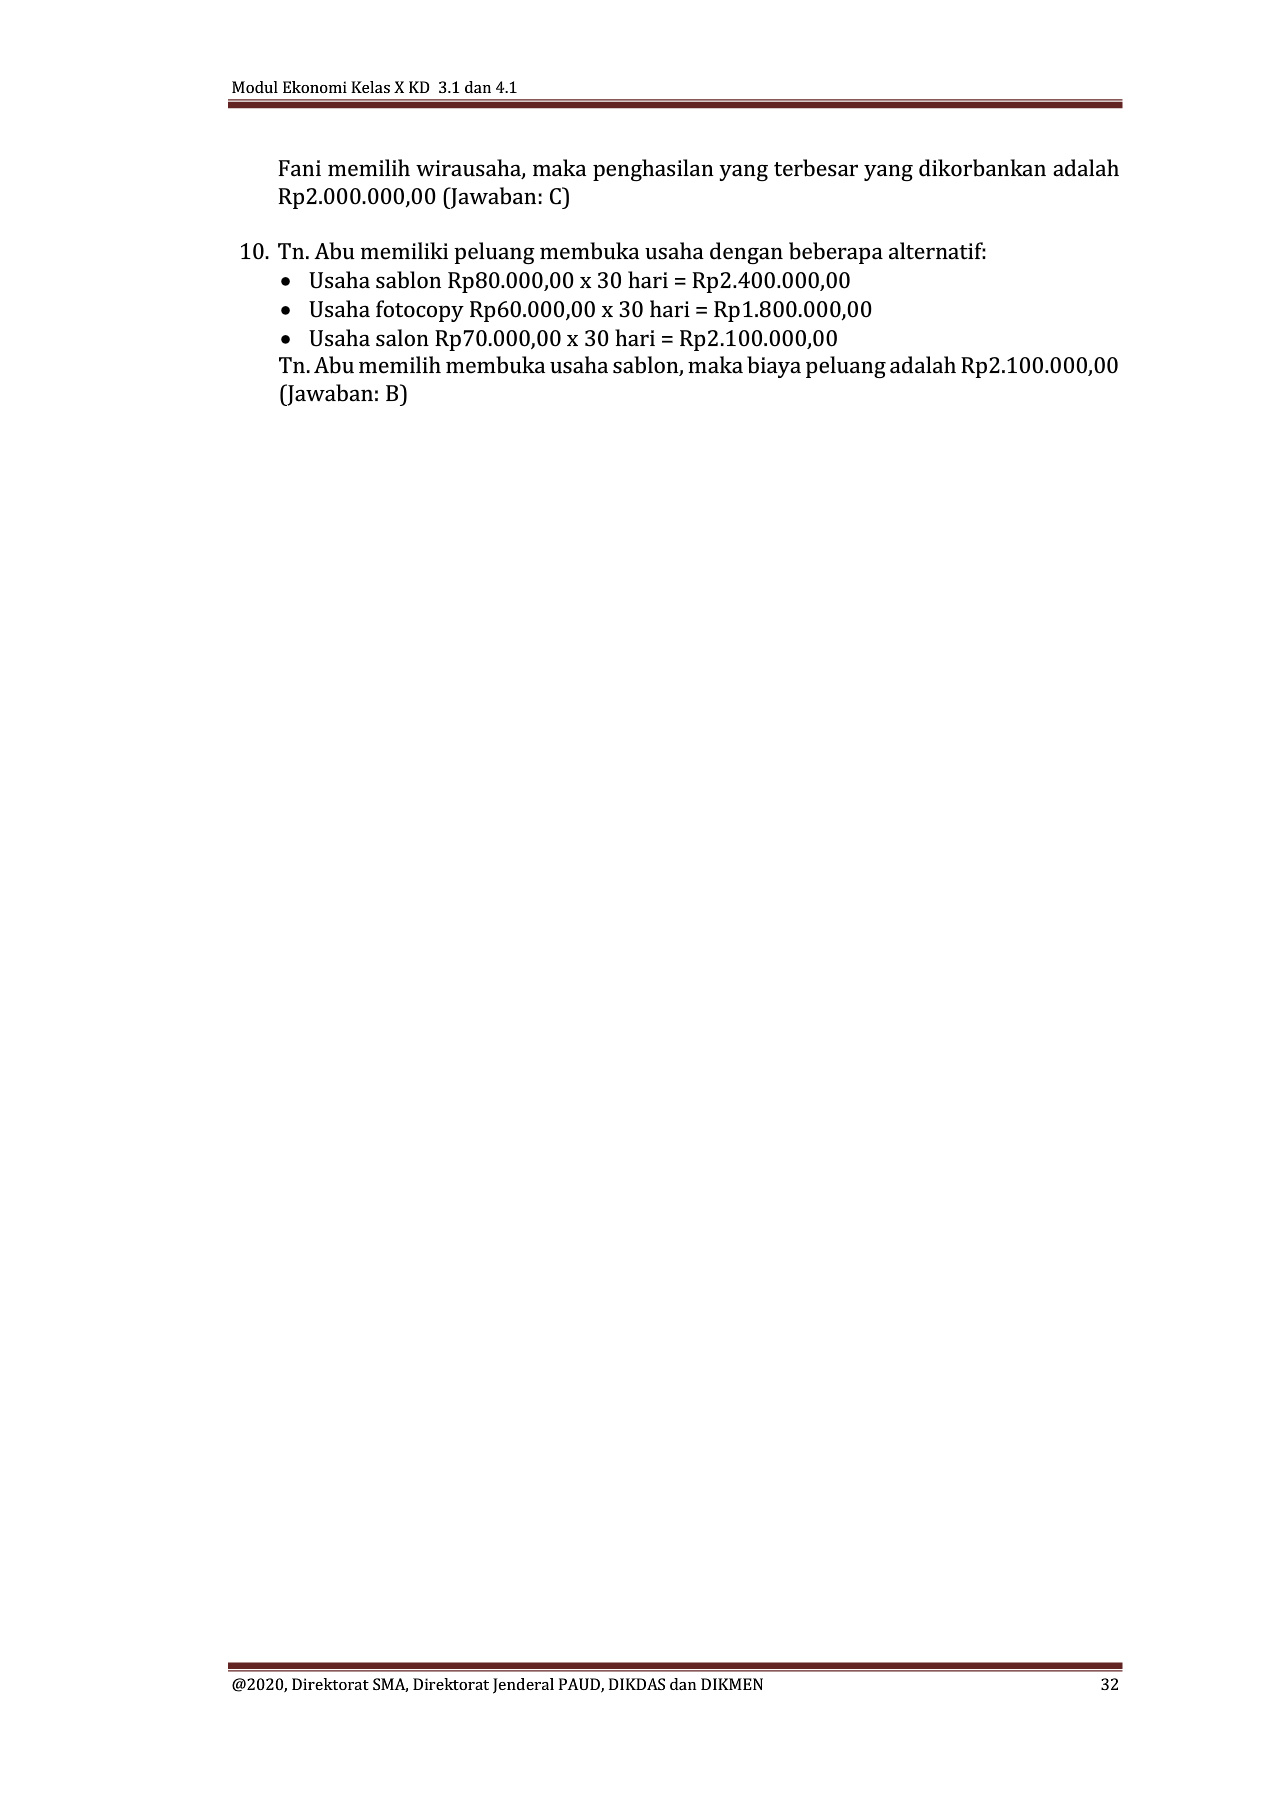 Modul Ekonomi Kelas X KD 3.1 dan 4.1
Fani memilih wirausaha, maka penghasilan yang terbesar yang dikorbankan adalah
Rp2.000.000,00 (Jawaban: C)
10. Tn. Abu memiliki peluang membuka usaha dengan beberapa alternatif:
• Usaha sablon Rp80.000,00 x 30 hari = Rp2.400.000,00
• Usaha fotocopy Rp60.000,00 x 30 hari = Rp1.800.000,00
• Usaha salon Rp70.000,00 x 30 hari = Rp2.100.000,00
Tn. Abu memilih membuka usaha sablon, maka biaya peluang adalah Rp2.100.000,00
(Jawaban: B)
@2020, Direktorat SMA, Direktorat Jenderal PAUD, DIKDAS dan DIKMEN 32